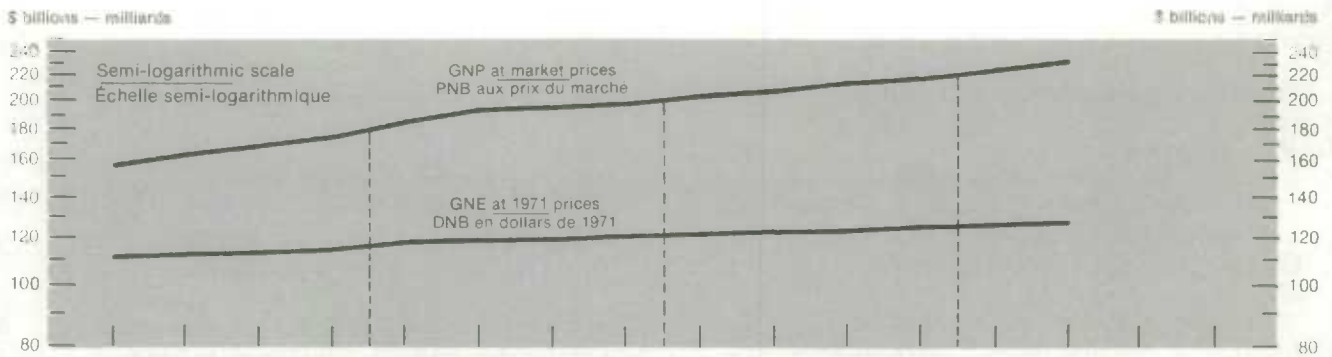 $ billions — milliards
$ billions — milliards
240
220
200
180
160
140
120
100
80
Semi-logarithmic scale
Échelle semi-logarithmique
GNP at market prices
PNB aux prix du marché
GNE at 1971 prices
DNB en dollars de 1971
240
220
200
180
160
140
120
100
80